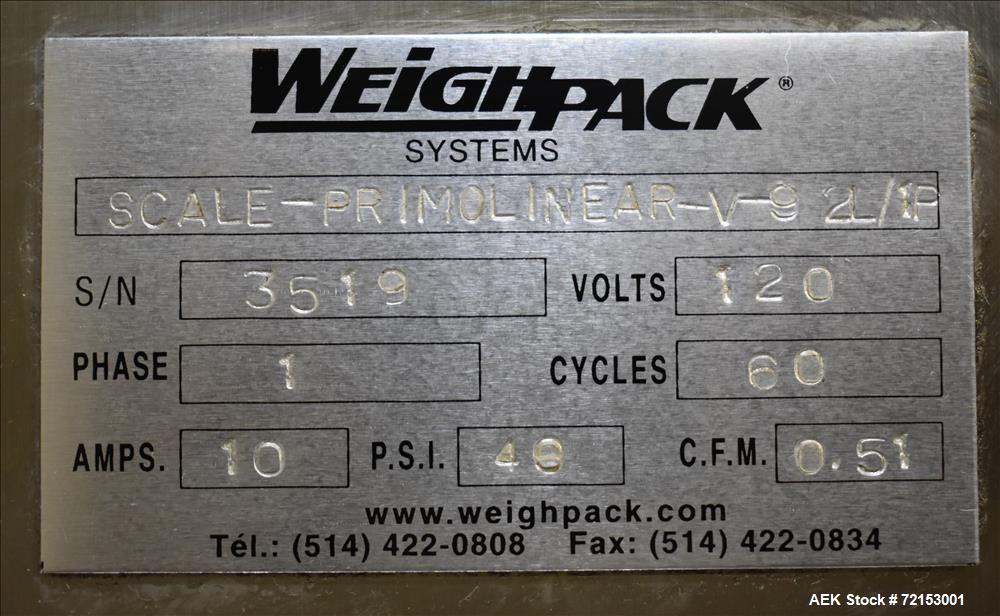 WEIGHPACK®
SYSTEMS
SCALE-PRIMOLINEAR-V-9 2L/1P
S/N 3519 VOLTS 120
PHASE 1 CYCLES 60
AMPS. 10 P.S.I. C.F.M. 0.51
www.weighpack.com
Tél.: (514) 422-0808 Fax: (514) 422-0834
AEK Stock # 72153001